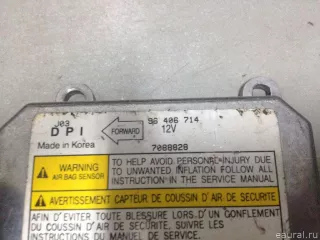 J03
DPI
FORWARD
96 406 714
12V
Made in Korea
7088828
WARNING
AIR BAG SENSOR
TO HELP AVOID PERSONAL INJURY DUE
TO UNWANTED INFLATION FOLLOW ALL
INSTRUCTION IN THE SERVICE MANUAL.
AVERTISSEMENT CAPTEUR DE COUSSIN D'AIR DE SECURITE
AFIN D'EVITER TOUTE BLESSURE LORS D'UN GONFLEMENT
DU COUSSIN D'AIR DE SECURITE, SUIVRE LES
INSTRUCTIONS DU MANUEL DE SERVICE.
© eaural.ru